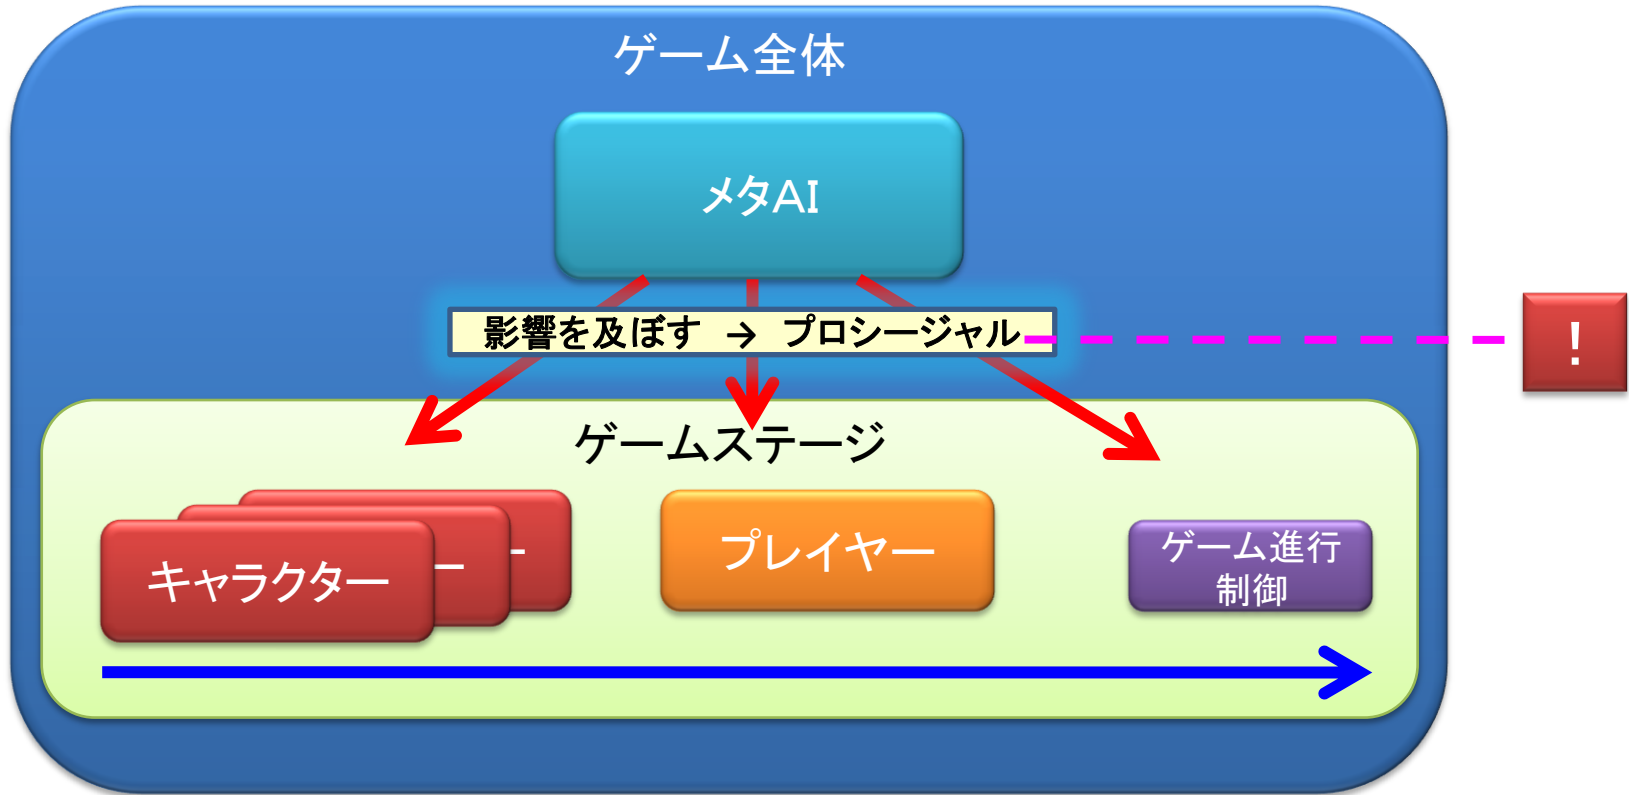 ゲーム全体
メタAI
影響を及ぼす → プロシージャル
!
ゲームステージ
キャラクター
ー
ー
プレイヤー
ゲーム進行
制御